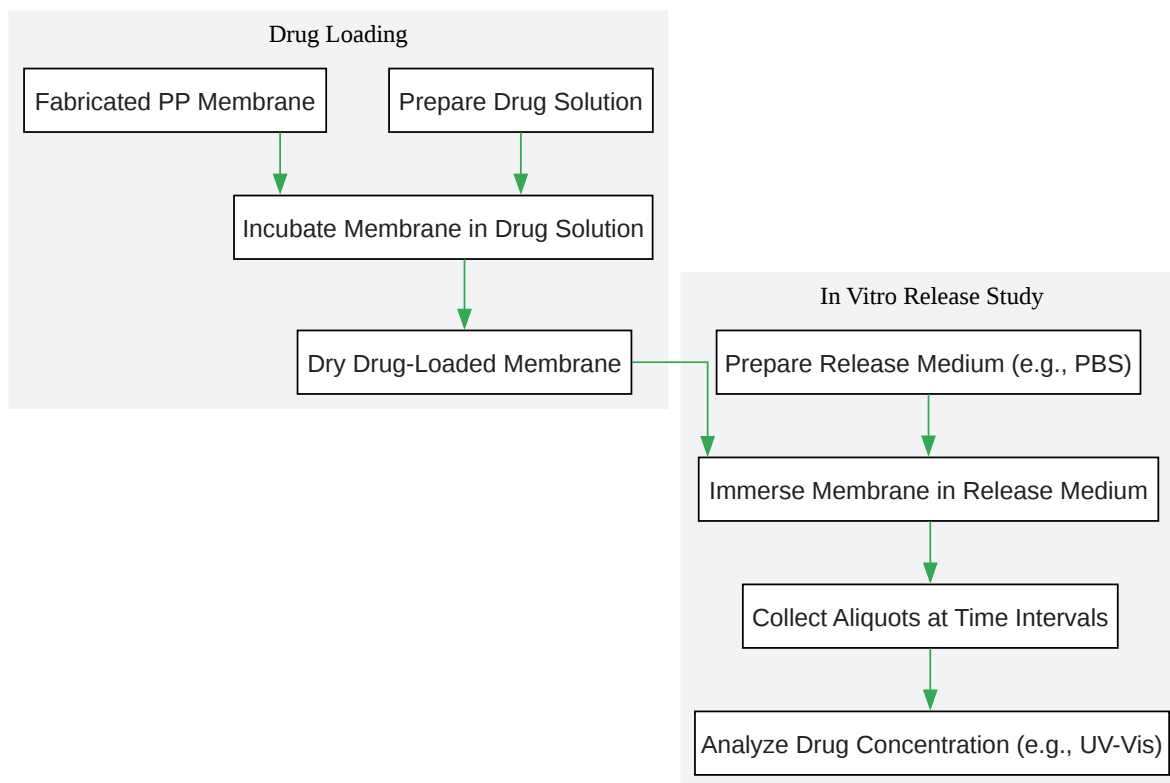 Drug Loading
Fabricated PP Membrane
Prepare Drug Solution
Incubate Membrane in Drug Solution
Dry Drug-Loaded Membrane
In Vitro Release Study
Prepare Release Medium (e.g., PBS)
Immerse Membrane in Release Medium
Collect Aliquots at Time Intervals
Analyze Drug Concentration (e.g., UV-Vis)